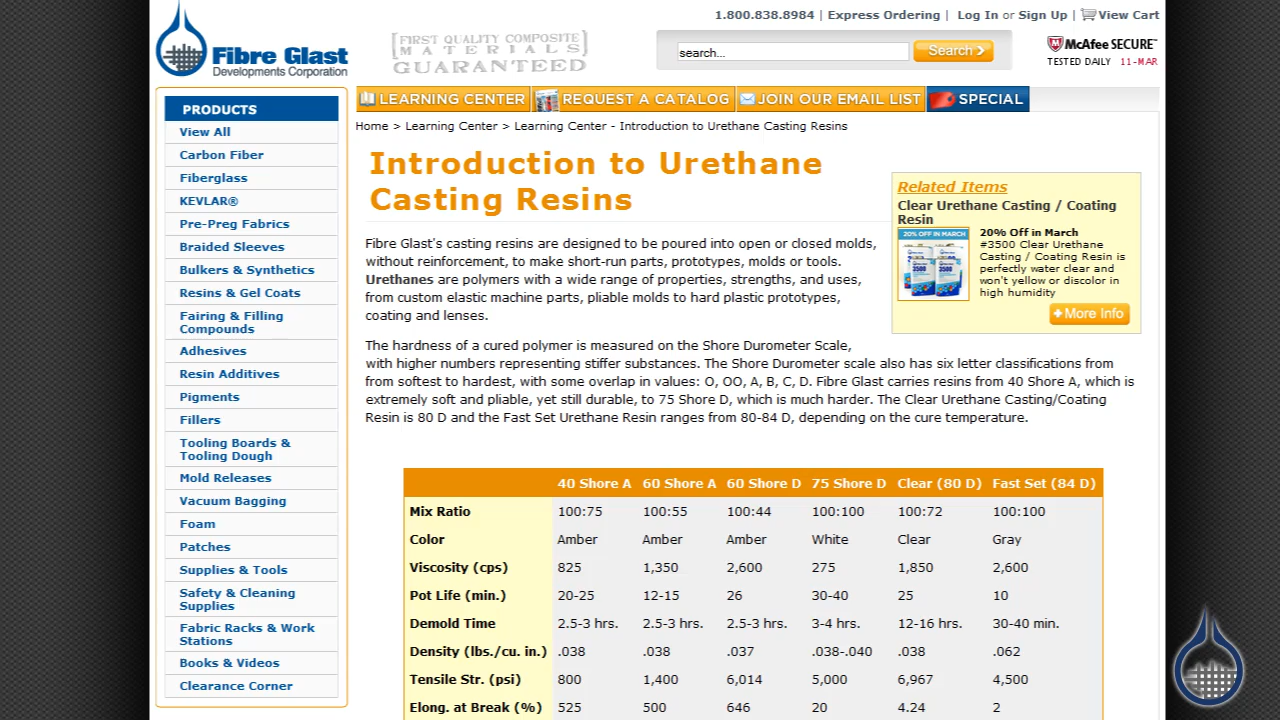 1.800.838.8984 | Express Ordering | Log In or Sign Up | View Cart
Fibre Glast
Developments Corporation
[FIRST QUALITY COMPOSITE
MATERIALS]
GUARANTEED
search...
Search
McAfee SECURE™
TESTED DAILY 11-MAR
LEARNING CENTER
REQUEST A CATALOG
JOIN OUR EMAIL LIST
SPECIAL
PRODUCTS
View All
Carbon Fiber
Fiberglass
KEVLAR®
Pre-Preg Fabrics
Braided Sleeves
Bulkers & Synthetics
Resins & Gel Coats
Fairing & Filling
Compounds
Adhesives
Resin Additives
Pigments
Fillers
Tooling Boards &
Tooling Dough
Mold Releases
Vacuum Bagging
Foam
Patches
Supplies & Tools
Safety & Cleaning
Supplies
Fabric Racks & Work
Stations
Books & Videos
Clearance Corner
Home > Learning Center > Learning Center - Introduction to Urethane Casting Resins
Introduction to Urethane
Casting Resins
Related Items
Clear Urethane Casting / Coating
Resin
20% OFF IN MARCH
3500
3500
20% Off in March
#3500 Clear Urethane
Casting / Coating Resin is
perfectly water clear and
won't yellow or discolor in
high humidity
More Info
Fibre Glast's casting resins are designed to be poured into open or closed molds,
without reinforcement, to make short-run parts, prototypes, molds or tools.
Urethanes are polymers with a wide range of properties, strengths, and uses,
from custom elastic machine parts, pliable molds to hard plastic prototypes,
coating and lenses.
The hardness of a cured polymer is measured on the Shore Durometer Scale,
with higher numbers representing stiffer substances. The Shore Durometer scale also has six letter classifications from
from softest to hardest, with some overlap in values: O, OO, A, B, C, D. Fibre Glast carries resins from 40 Shore A, which is
extremely soft and pliable, yet still durable, to 75 Shore D, which is much harder. The Clear Urethane Casting/Coating
Resin is 80 D and the Fast Set Urethane Resin ranges from 80-84 D, depending on the cure temperature.
40 Shore A 60 Shore A 60 Shore D 75 Shore D Clear (80 D) Fast Set (84 D)
Mix Ratio 100:75 100:55 100:44 100:100 100:72 100:100
Color Amber Amber Amber White Clear Gray
Viscosity (cps) 825 1,350 2,600 275 1,850 2,600
Pot Life (min.) 20-25 12-15 26 30-40 25 10
Demold Time 2.5-3 hrs. 2.5-3 hrs. 2.5-3 hrs. 3-4 hrs. 12-16 hrs. 30-40 min.
Density (lbs./cu. in.) .038 .038 .037 .038-.040 .038 .062
Tensile Str. (psi) 800 1,400 6,014 5,000 6,967 4,500
Elong. at Break (%) 525 500 646 20 4.24 2